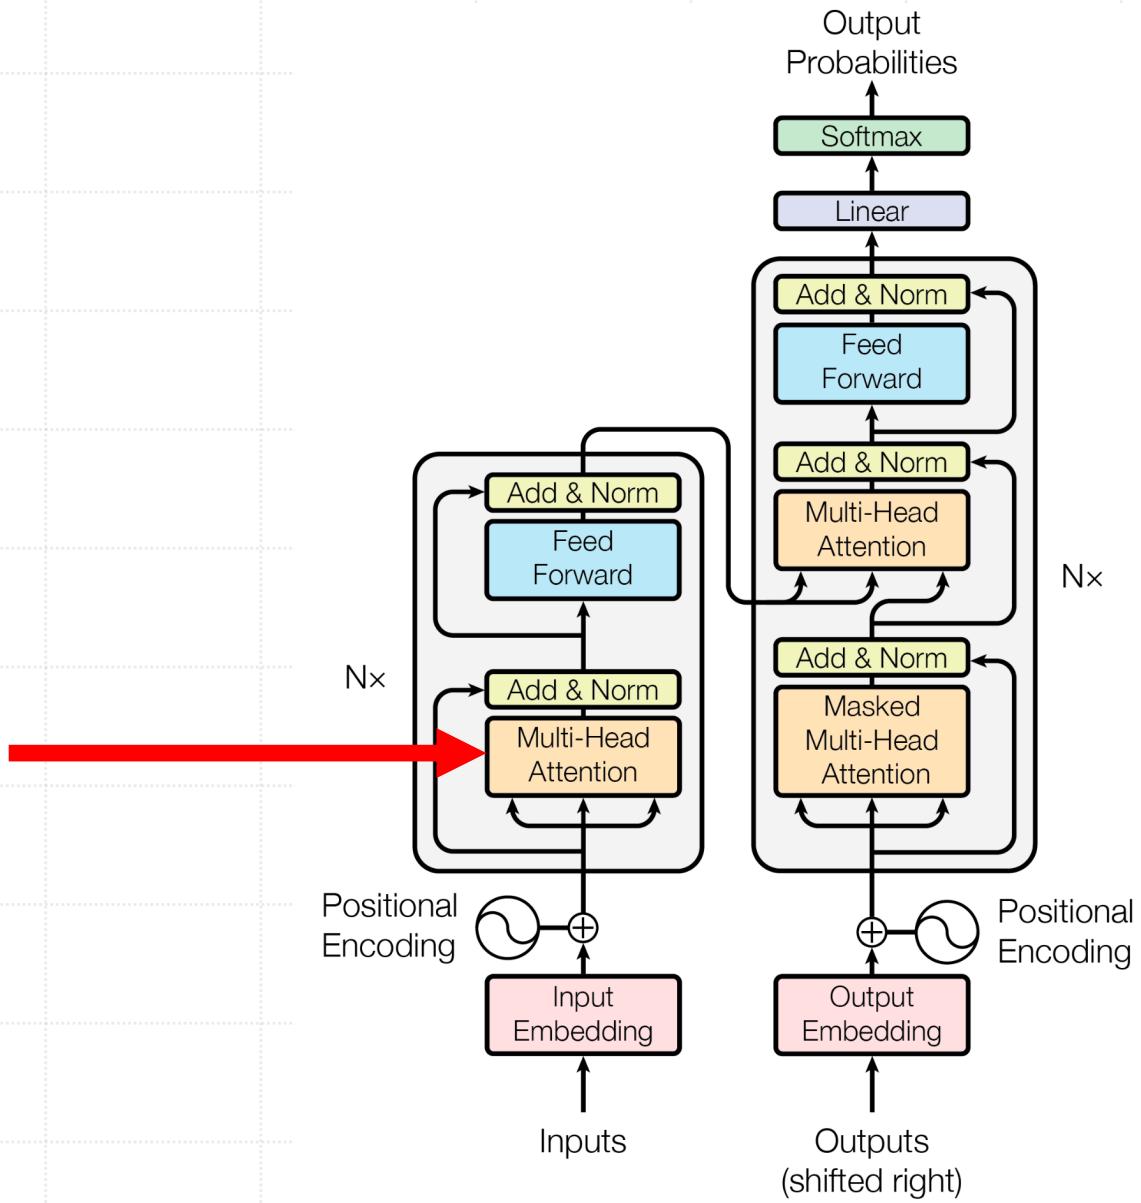 Output
Probabilities
Softmax
Linear
Add & Norm
Feed
Forward
Add & Norm
Multi-Head
Attention
Nx
Add & Norm
Masked
Multi-Head
Attention
Add & Norm
Feed
Forward
Nx
Add & Norm
Multi-Head
Attention
Positional
Encoding
Positional
Encoding
Input
Embedding
Output
Embedding
Inputs
Outputs
(shifted right)